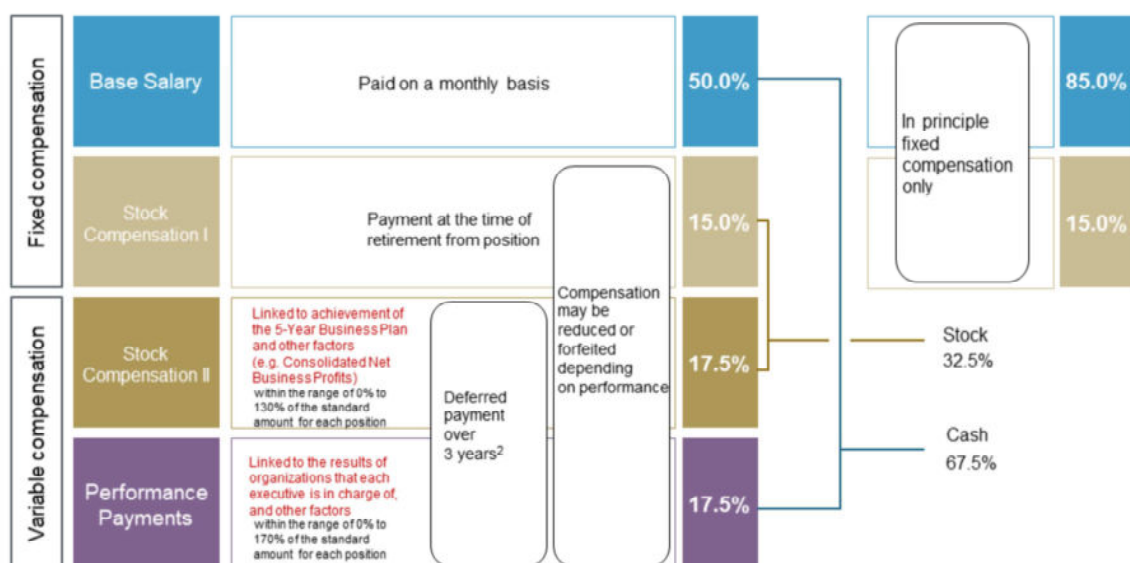 Fixed compensation
Base Salary
Paid on a monthly basis
50.0%
Stock
Compensation I
Payment at the time of
retirement from position
15.0%
Variable compensation
Stock
Compensation II
Linked to achievement of
the 5-Year Business Plan
and other factors
(e.g. Consolidated Net
Business Profits)
within the range of 0% to
130% of the standard
amount for each position
17.5%
Performance
Payments
Linked to the results of
organizations that each
executive is in charge of,
and other factors
within the range of 0% to
170% of the standard
amount for each position
17.5%
Deferred
payment
over
3 years²
Compensation
may be
reduced or
forfeited
depending
on performance
In principle
fixed
compensation
only
85.0%
15.0%
Stock
32.5%
Cash
67.5%